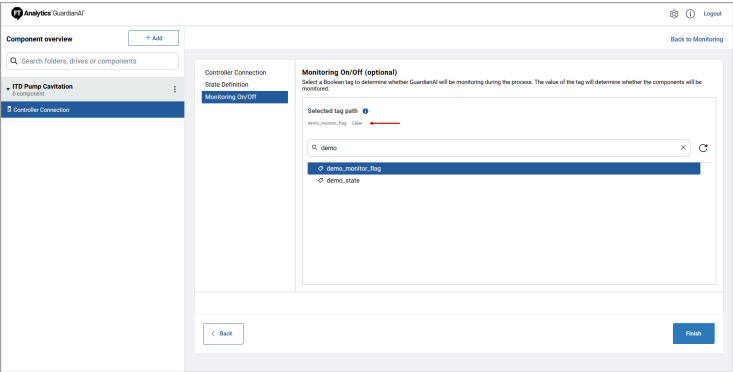 FT Analytics™ GuardianAI™
Logout
Component overview
+ Add
Back to Monitoring
Search folders, drives or components
ITD Pump Cavitation
0 component
Controller Connection
Controller Connection
State Definition
Monitoring On/Off
Monitoring On/Off (optional)
Select a Boolean tag to determine whether GuardianAI will be monitoring during the process. The value of the tag will determine whether the components will be
monitored.
Selected tag path
demo_monitor_flag Clear
demo
demo_monitor_flag
demo_state
Back
Finish